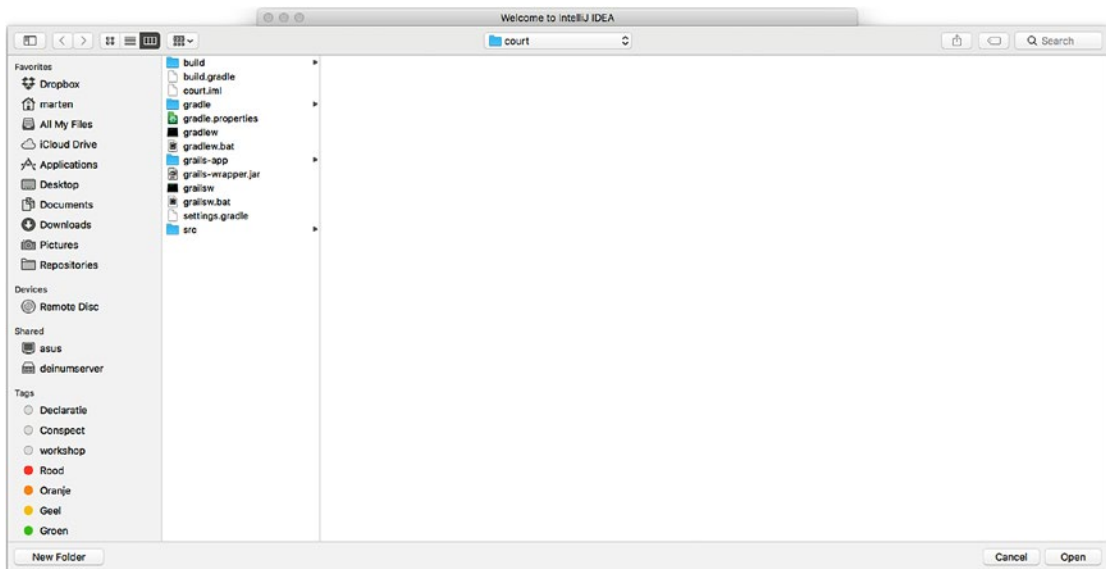 Welcome to IntelliJ IDEA
court
Search
Favorites
Dropbox
marten
All My Files
iCloud Drive
Applications
Desktop
Documents
Downloads
Pictures
Repositories
Devices
Remote Disc
Shared
asus
deinumserver
Tags
Declaratie
Conspect
workshop
Rood
Oranje
Geel
Groen
build
build.gradle
court.iml
gradle
gradle.properties
gradlew
gradlew.bat
grails-app
grails-wrapper.jar
grailsw
grailsw.bat
settings.gradle
src
New Folder
Cancel
Open